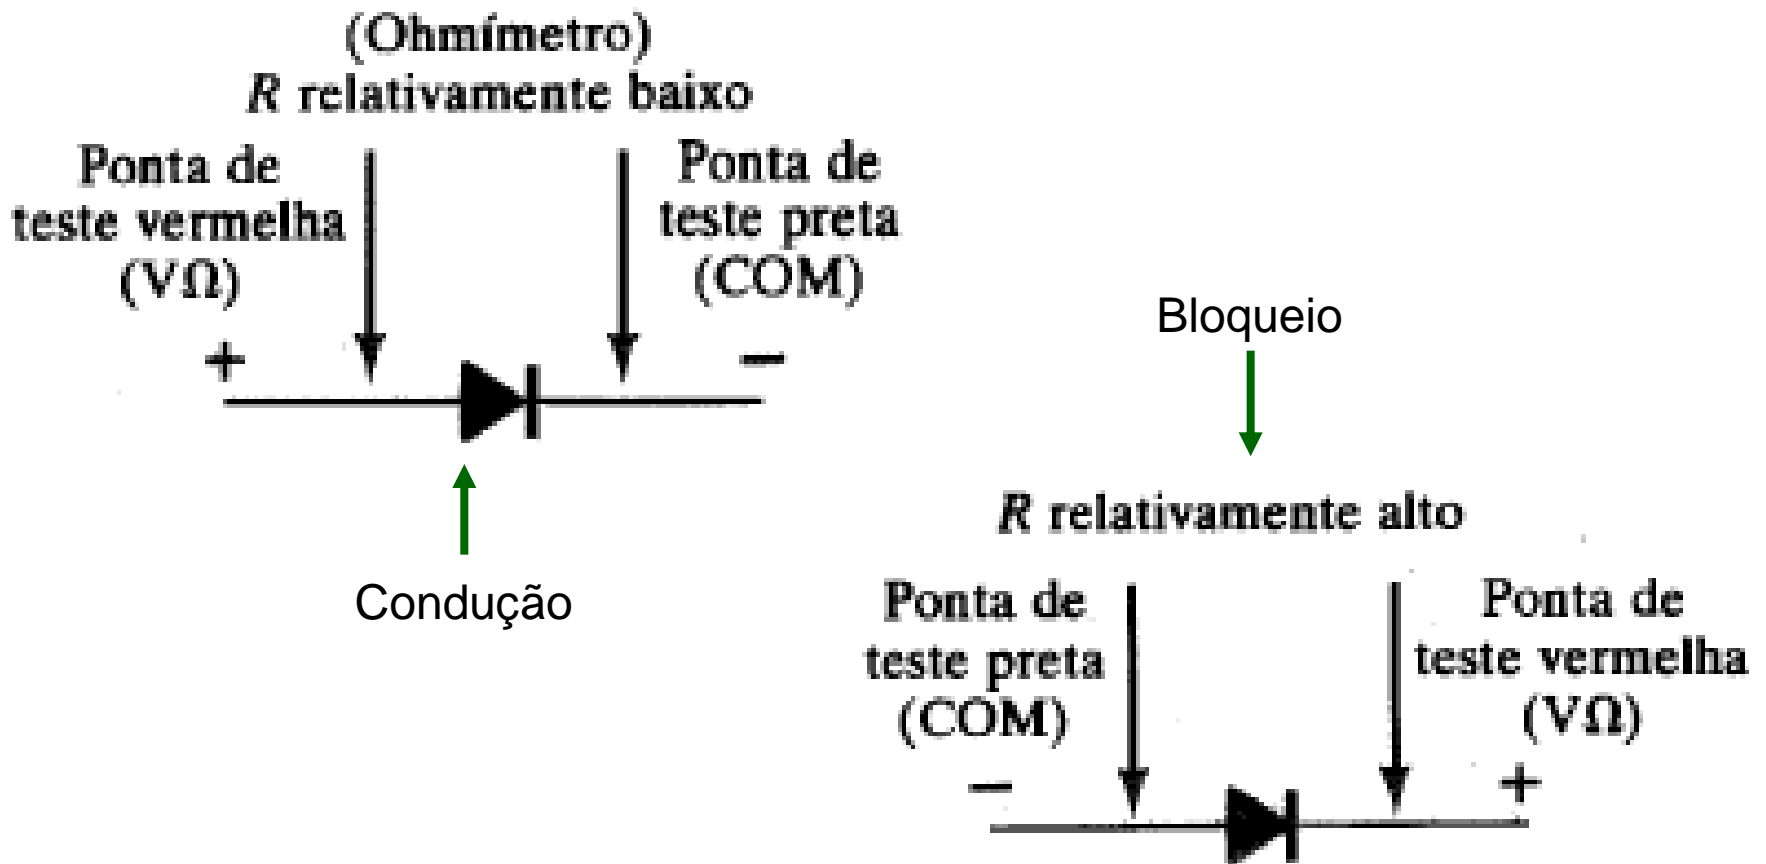 (Ohmímetro)
R relativamente baixo
Ponta de
teste vermelha
(VΩ)
Ponta de
teste preta
(COM)
+
−
Condução
Bloqueio
R relativamente alto
Ponta de
teste preta
(COM)
Ponta de
teste vermelha
(VΩ)
−
+